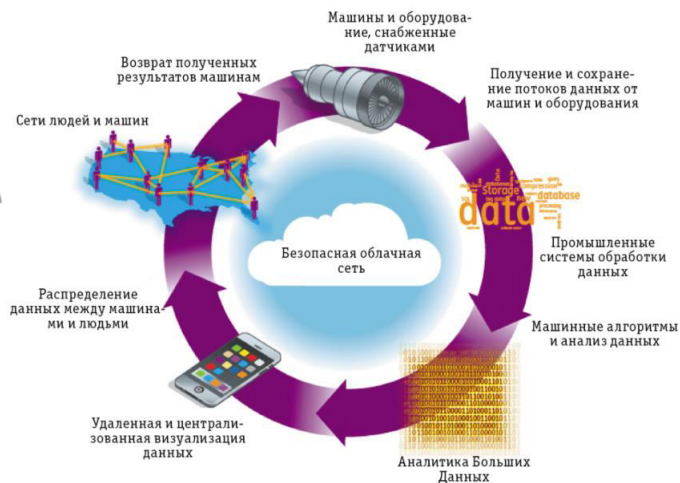 Машины и оборудова-
ние, снабженные
датчиками
Возврат полученных
результатов машинам
Получение и сохране-
ние потоков данных от
машин и оборудования
Сети людей и машин
Storage
database
data
Безопасная облачная
сеть
Промышленные
системы обработки
данных
Распределение
данных между машина-
ми и людьми
Машинные алгоритмы
и анализ данных
Удаленная и централи-
зованная визуализация
данных
Аналитика Больших
Данных